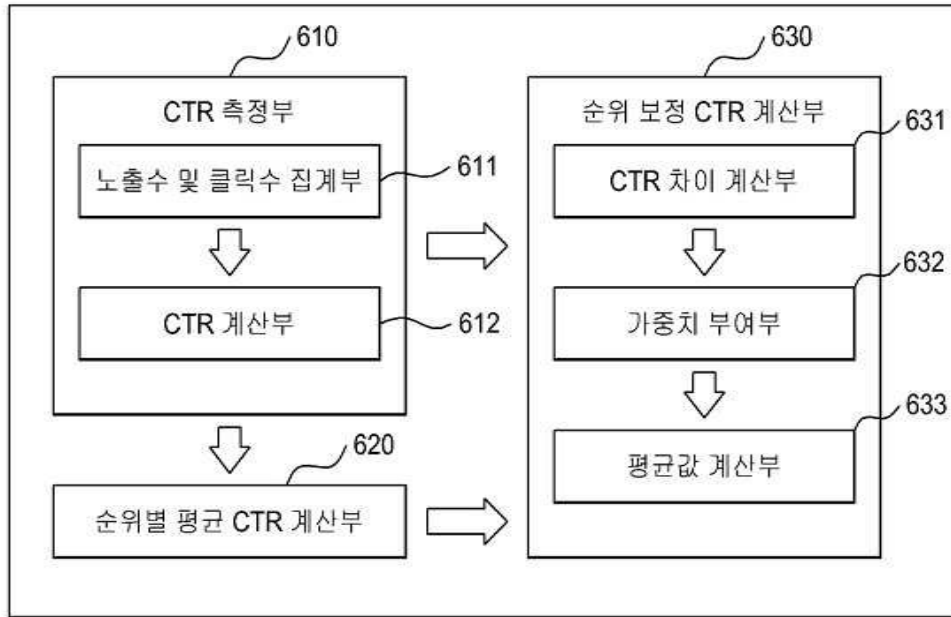 610
CTR 측정부
노출수 및 클릭수 집계부
611
CTR 계산부
612
620
순위별 평균 CTR 계산부
630
순위 보정 CTR 계산부
631
CTR 차이 계산부
632
가중치 부여부
633
평균값 계산부